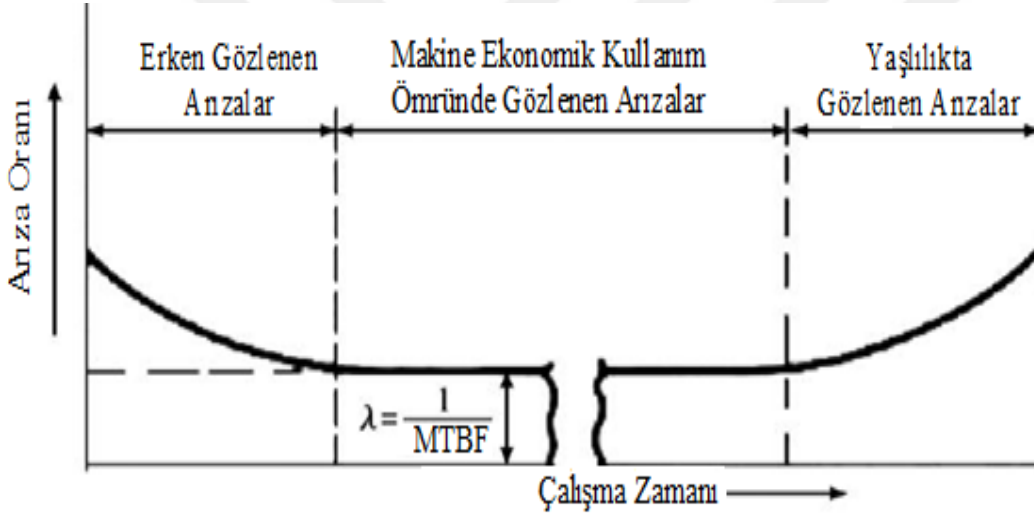 Erken Gözlenen
Arızalar
Makine Ekonomik Kullanım
Ömründe Gözlenen Arızalar
Yaşlılıkta
Gözlenen Arızalar
Arıza Oranı
λ = 1
MTBF
Çalışma Zamanı